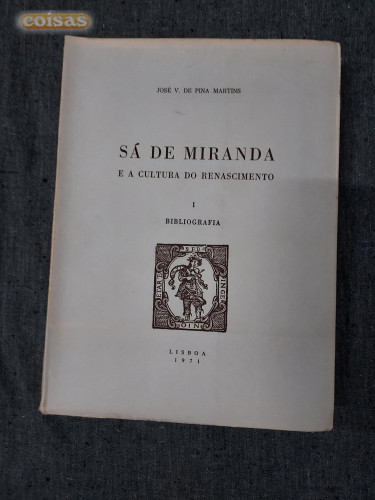 coisas
JOSÉ V. DE PINA MARTINS
SÁ DE MIRANDA
E A CULTURA DO RENASCIMENTO
I
BIBLIOGRAFIA
LISBOA
1971